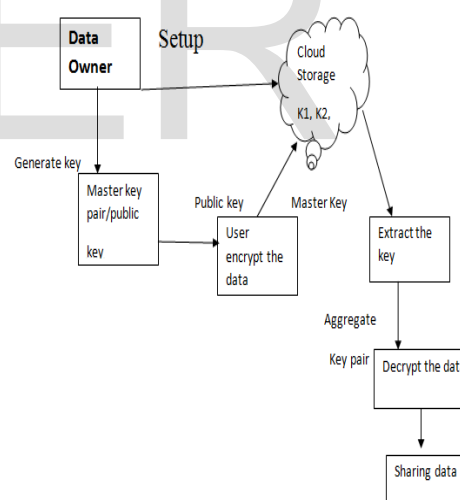 Data
Owner
Setup
Cloud
Storage
K1, K2,
Generate key
Master key
pair/public
key
Public key
Master Key
User
encrypt the
data
Extract the
key
Aggregate
Key pair
Decrypt the dat
Sharing data
ER